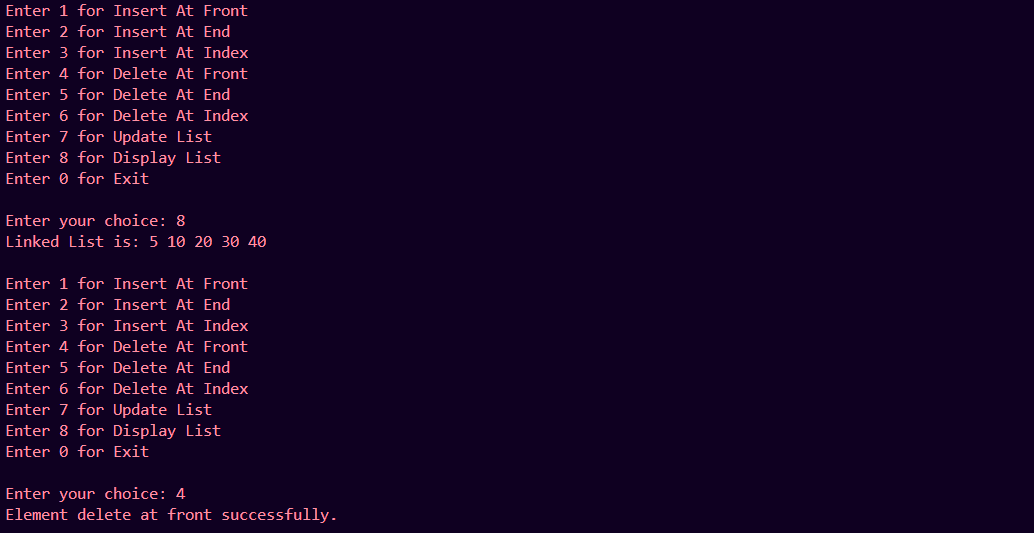 Enter 1 for Insert At Front
Enter 2 for Insert At End
Enter 3 for Insert At Index
Enter 4 for Delete At Front
Enter 5 for Delete At End
Enter 6 for Delete At Index
Enter 7 for Update List
Enter 8 for Display List
Enter 0 for Exit
Enter your choice: 8
Linked List is: 5 10 20 30 40
Enter 1 for Insert At Front
Enter 2 for Insert At End
Enter 3 for Insert At Index
Enter 4 for Delete At Front
Enter 5 for Delete At End
Enter 6 for Delete At Index
Enter 7 for Update List
Enter 8 for Display List
Enter 0 for Exit
Enter your choice: 4
Element delete at front successfully.